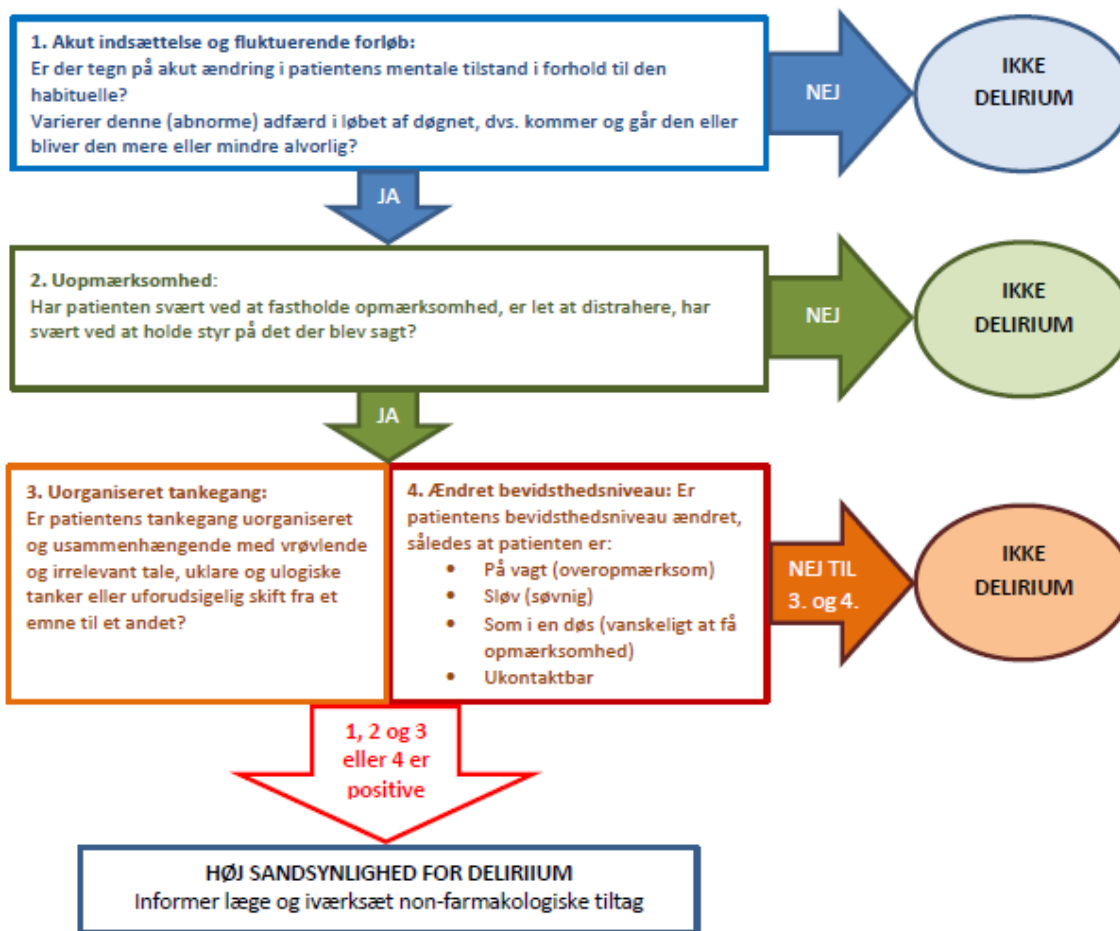 1. Akut indsættelse og fluktuerende forløb:
Er der tegn på akut ændring i patientens mentale tilstand i forhold til den
habituelle?
Varierer denne (abnorme) adfærd i løbet af døgnet, dvs. kommer og går den eller
bliver den mere eller mindre alvorlig?
NEJ
IKKE
DELIRIUM
JA
2. Uopmærksomhed:
Har patienten svært ved at fastholde opmærksomhed, er let at distrahere, har
svært ved at holde styr på det der blev sagt?
NEJ
IKKE
DELIRIUM
JA
3. Uorganiseret tankegang:
Er patientens tankegang uorganiseret
og usammenhængende med vrøvlende
og irrelevant tale, uklare og ulogiske
tanker eller uforudsigelig skift fra et
emne til et andet?
4. Ændret bevidsthedsniveau: Er
patientens bevidsthedsniveau ændret,
således at patienten er:
• På vagt (overopmærksom)
• Sløv (søvnig)
• Som i en døs (vanskeligt at få
opmærksomhed)
• Ukontaktbar
NEJ TIL
3. og 4.
IKKE
DELIRIUM
1, 2 og 3
eller 4 er
positive
HØJ SANDSYNLIGHED FOR DELIRIIUM
Informer læge og iværksæt non-farmakologiske tiltag